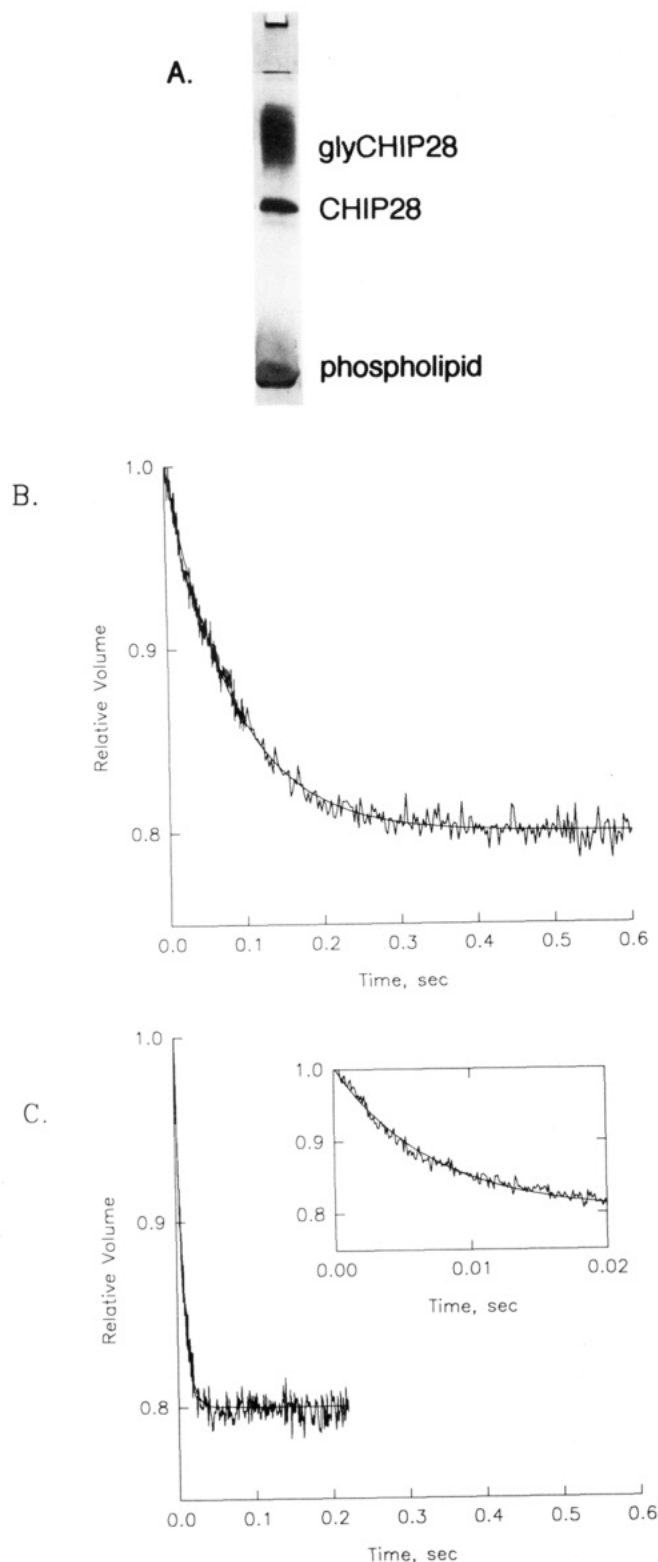 A.
glyCHIP28
CHIP28
phospholipid
B.
1.0
0.9
0.8
Relative Volume
0.0 0.1 0.2 0.3 0.4 0.5 0.6
Time, sec
C.
1.0
0.9
0.8
Relative Volume
1.0
0.9
0.8
0.00 0.01 0.02
Time, sec
0.0 0.1 0.2 0.3 0.4 0.5 0.6
Time, sec